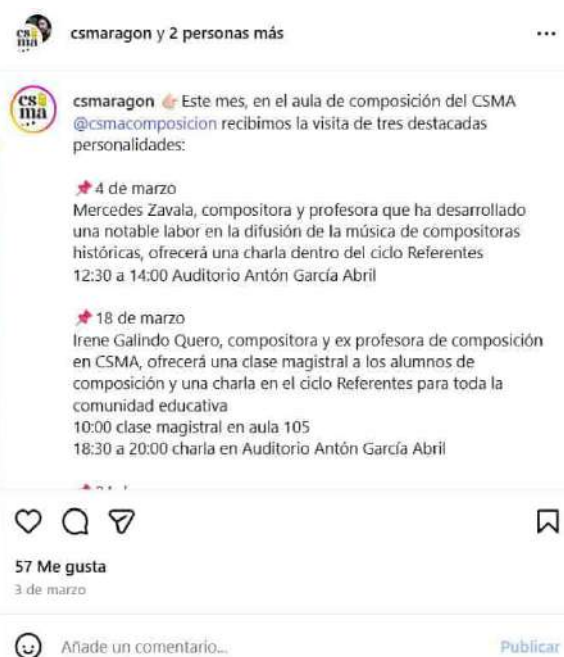 csmaragon y 2 personas más
csmaragon 👉🏻 Este mes, en el aula de composición del CSMA
@csmacomposicion recibimos la visita de tres destacadas
personalidades:
📌 4 de marzo
Mercedes Zavala, compositora y profesora que ha desarrollado
una notable labor en la difusión de la música de compositoras
históricas, ofrecerá una charla dentro del ciclo Referentes
12:30 a 14:00 Auditorio Antón García Abril
📌 18 de marzo
Irene Galindo Quero, compositora y ex profesora de composición
en CSMA, ofrecerá una clase magistral a los alumnos de
composición y una charla en el ciclo Referentes para toda la
comunidad educativa
10:00 clase magistral en aula 105
18:30 a 20:00 charla en Auditorio Antón García Abril
57 Me gusta
3 de marzo
Añade un comentario...
Publicar